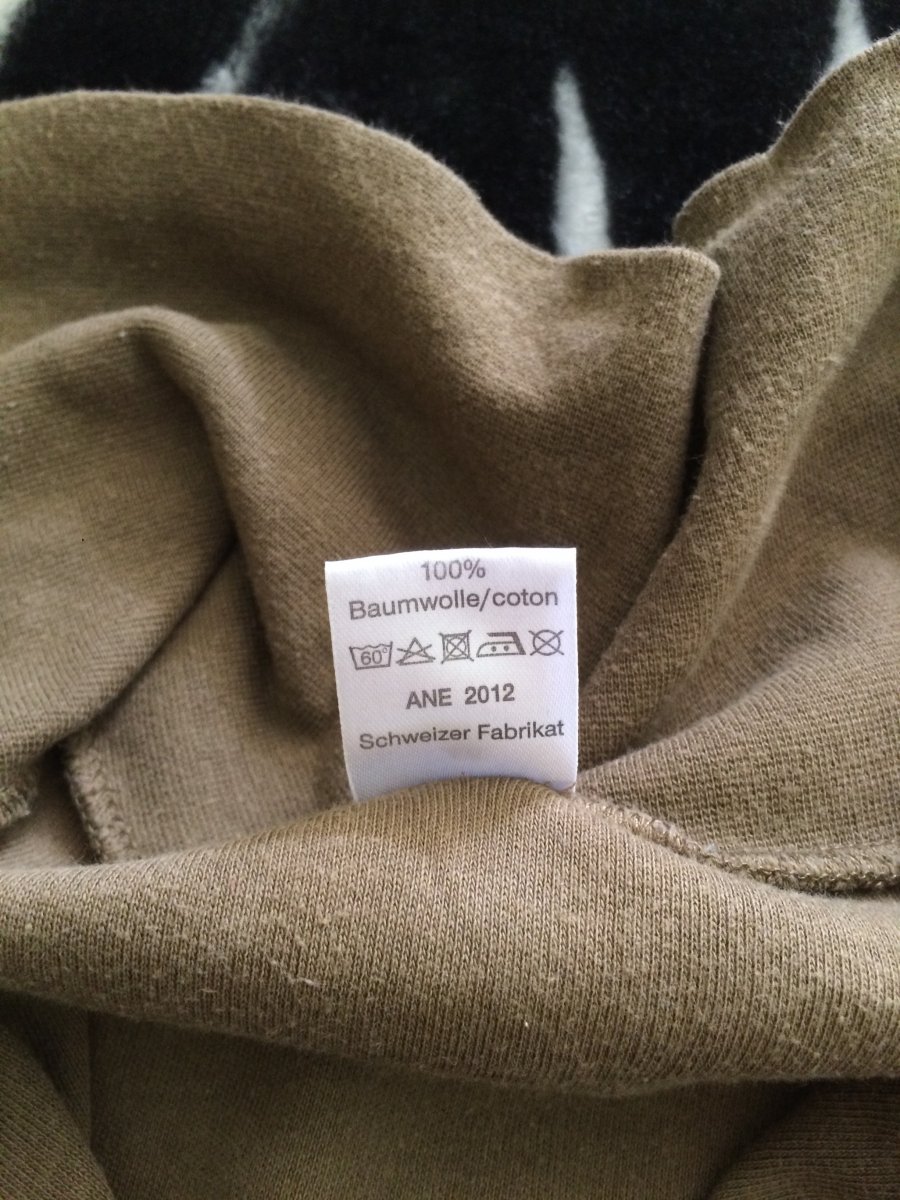 100%
Baumwolle/coton
60°
ANE 2012
Schweizer Fabrikat